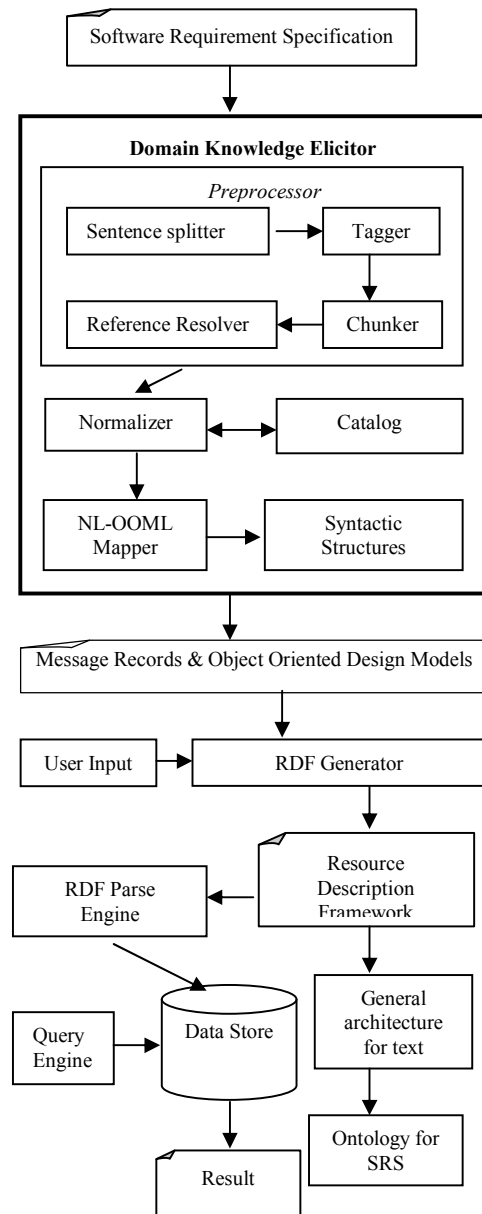 Software Requirement Specification
Domain Knowledge Elicitor
Preprocessor
Sentence splitter
Tagger
Reference Resolver
Chunker
Normalizer
Catalog
NL-OOML
Mapper
Syntactic
Structures
Message Records & Object Oriented Design Models
User Input
RDF Generator
RDF Parse
Engine
Resource
Description
Framework
Query
Engine
Data Store
General
architecture
for text
Ontology for
SRS
Result